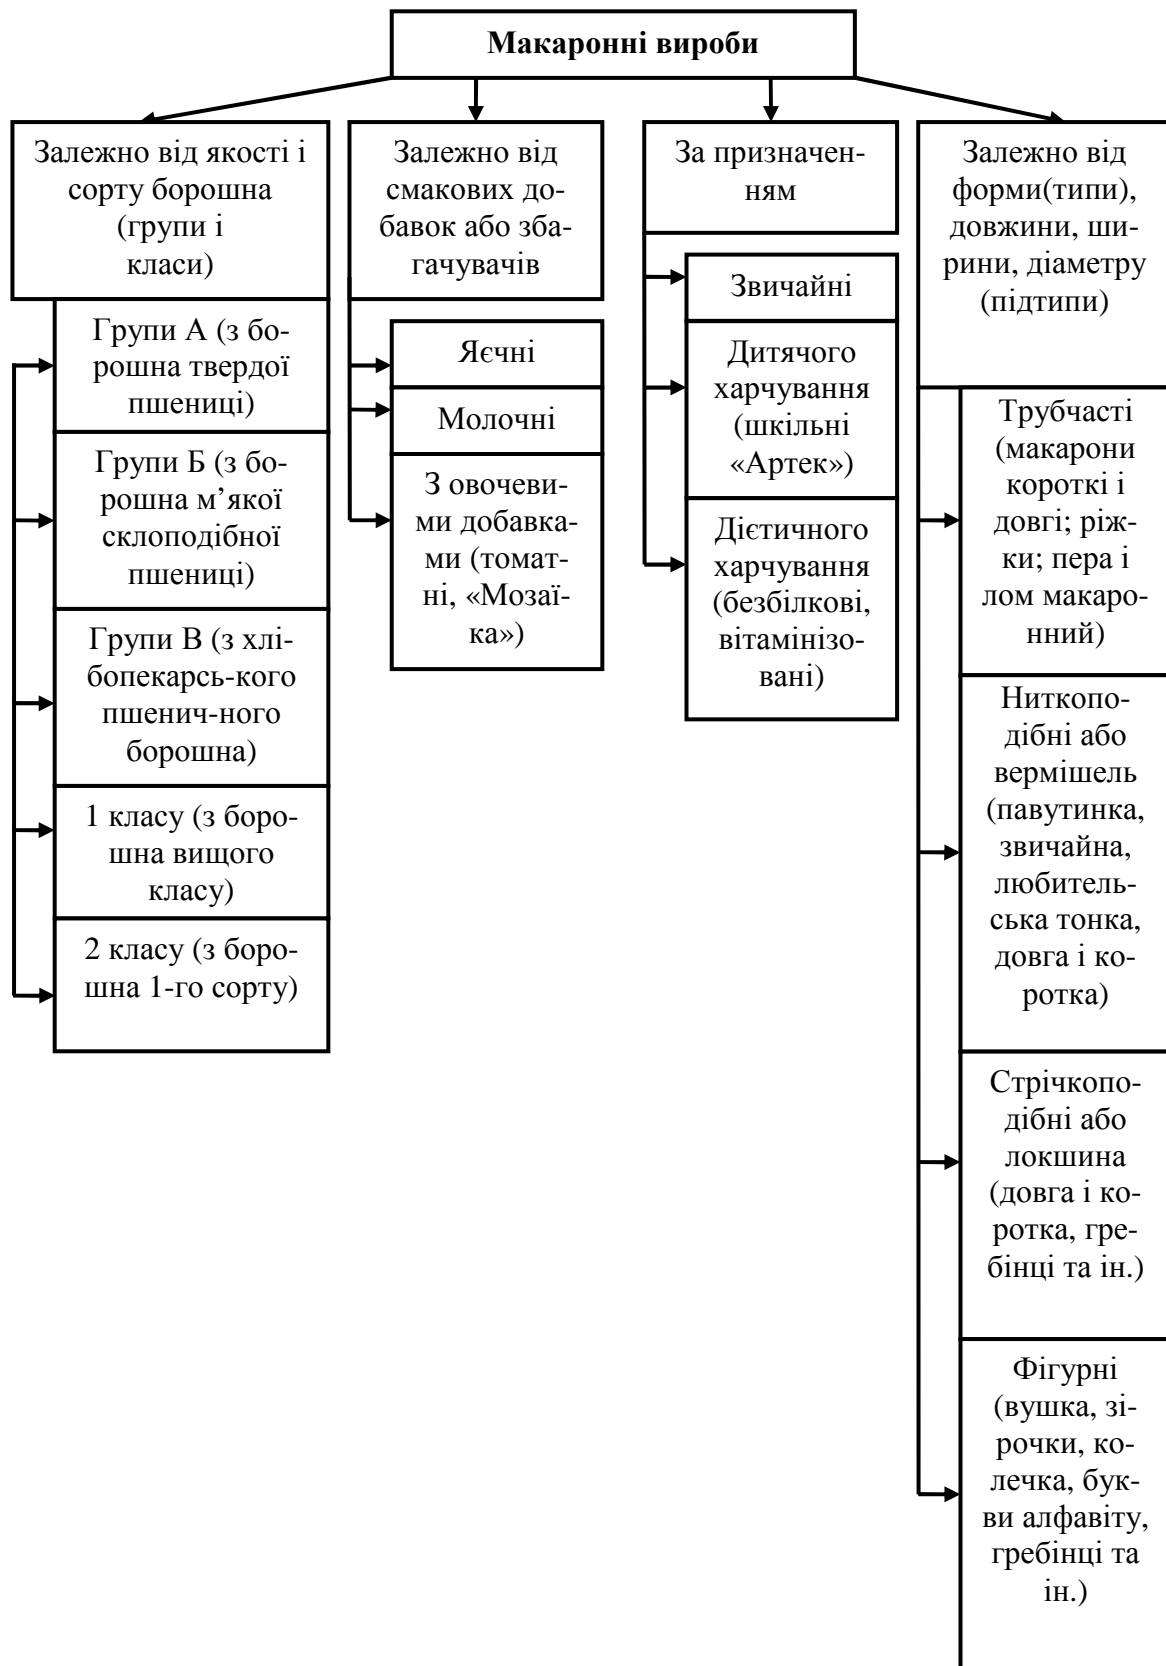 Макаронні вироби
Залежно від якості і
сорту борошна
(групи і
класи)
Групи А (з бо-
рошна твердої
пшениці)
Групи Б (з бо-
рошна м’якої
склоподібної
пшениці)
Групи В (з хлі-
бопекарсь-кого
пшенич-ного
борошна)
1 класу (з боро-
шна вищого
класу)
2 класу (з боро-
шна 1-го сорту)
Залежно від
смакових до-
бавок або зба-
гачувачів
Яєчні
Молочні
З овочеви-
ми добавка-
ми (томат-
ні, «Мозаї-
ка»)
За призначен-
ням
Звичайні
Дитячого
харчування
(шкільні
«Артек»)
Дієтичного
харчування
(безбілкові,
вітамінізо-
вані)
Залежно від
форми(типи),
довжини, ши-
рини, діаметру
(підтипи)
Трубчасті
(макарони
короткі і
довгі; ріж-
ки; пера і
лом макаро-
нний)
Ниткопо-
дібні або
вермішель
(павутинка,
звичайна,
любитель-
ська тонка,
довга і ко-
ротка)
Стрічкопо-
дібні або
локшина
(довга і ко-
ротка, гре-
бінці та ін.)
Фігурні
(вушка, зі-
рочки, ко-
лечка, бук-
ви алфавіту,
гребінці та
ін.)